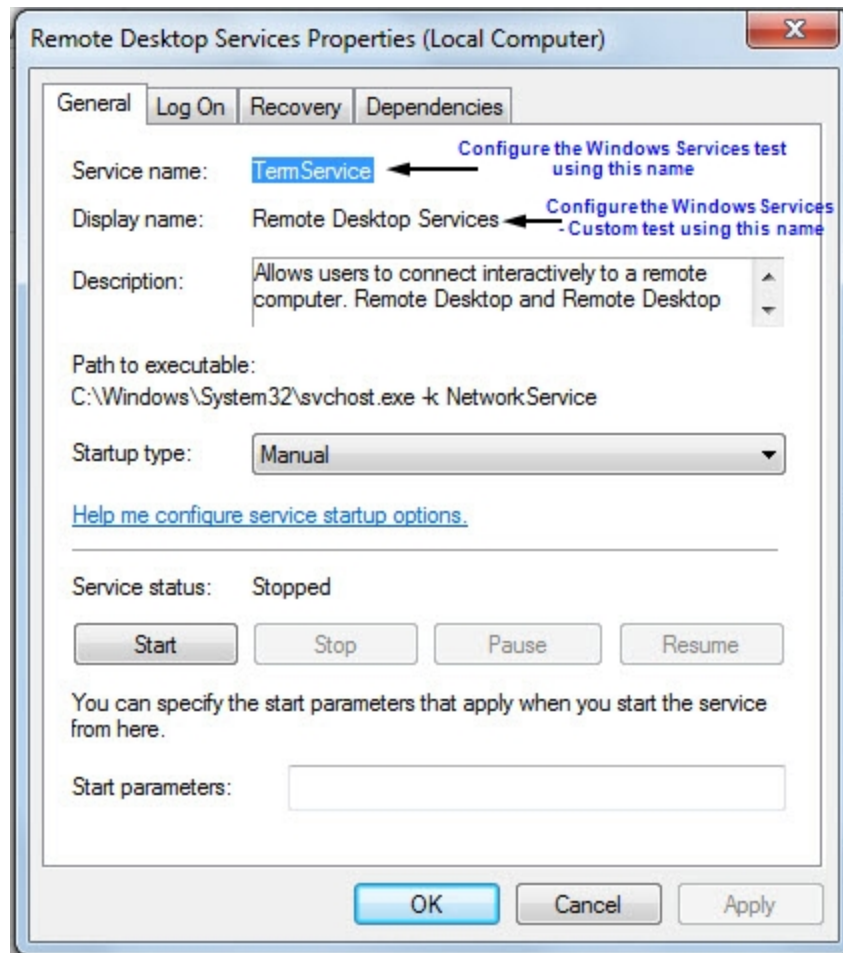 Remote Desktop Services Properties (Local Computer)
General Log On Recovery Dependencies
Configure the Windows Services test
using this name
Service name: TermService
Configure the Windows Services
- Custom test using this name
Display name: Remote Desktop Services
Description: Allows users to connect interactively to a remote
computer. Remote Desktop and Remote Desktop
Path to executable:
C:\Windows\System32\svchost.exe -k NetworkService
Startup type: Manual
Help me configure service startup options.
Service status: Stopped
Start Stop Pause Resume
You can specify the start parameters that apply when you start the service
from here.
Start parameters:
OK Cancel Apply